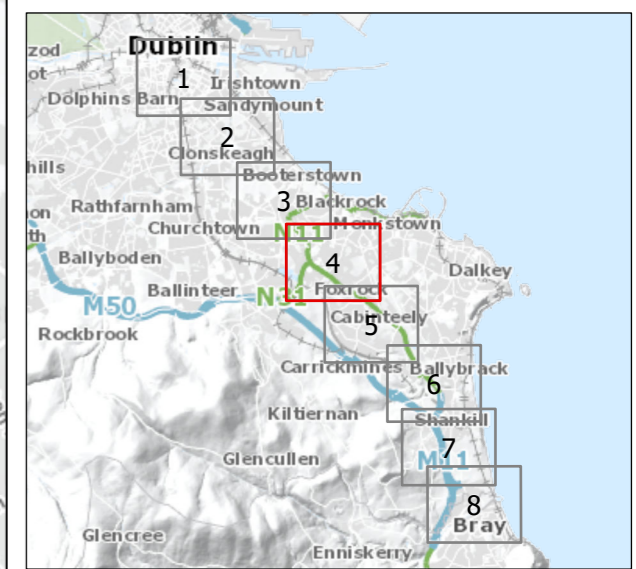 Dublin
zod
ot
1
Irishtown
Dolphins Barn
Sandymount
2
Clonskeagh
hills
Booterstown
3
Blackrock
Rathfarnham
on
th
Churchtown
N11
Monkstown
Ballyboden
4
Dalkey
Ballinteer
N31
Foxrock
M50
Cabinteely
5
Rockbrook
Carrickmines
Ballybrack
6
Kiltiernan
Shankill
7
Glencullen
M11
8
Bray
Glencree
Enniskerry